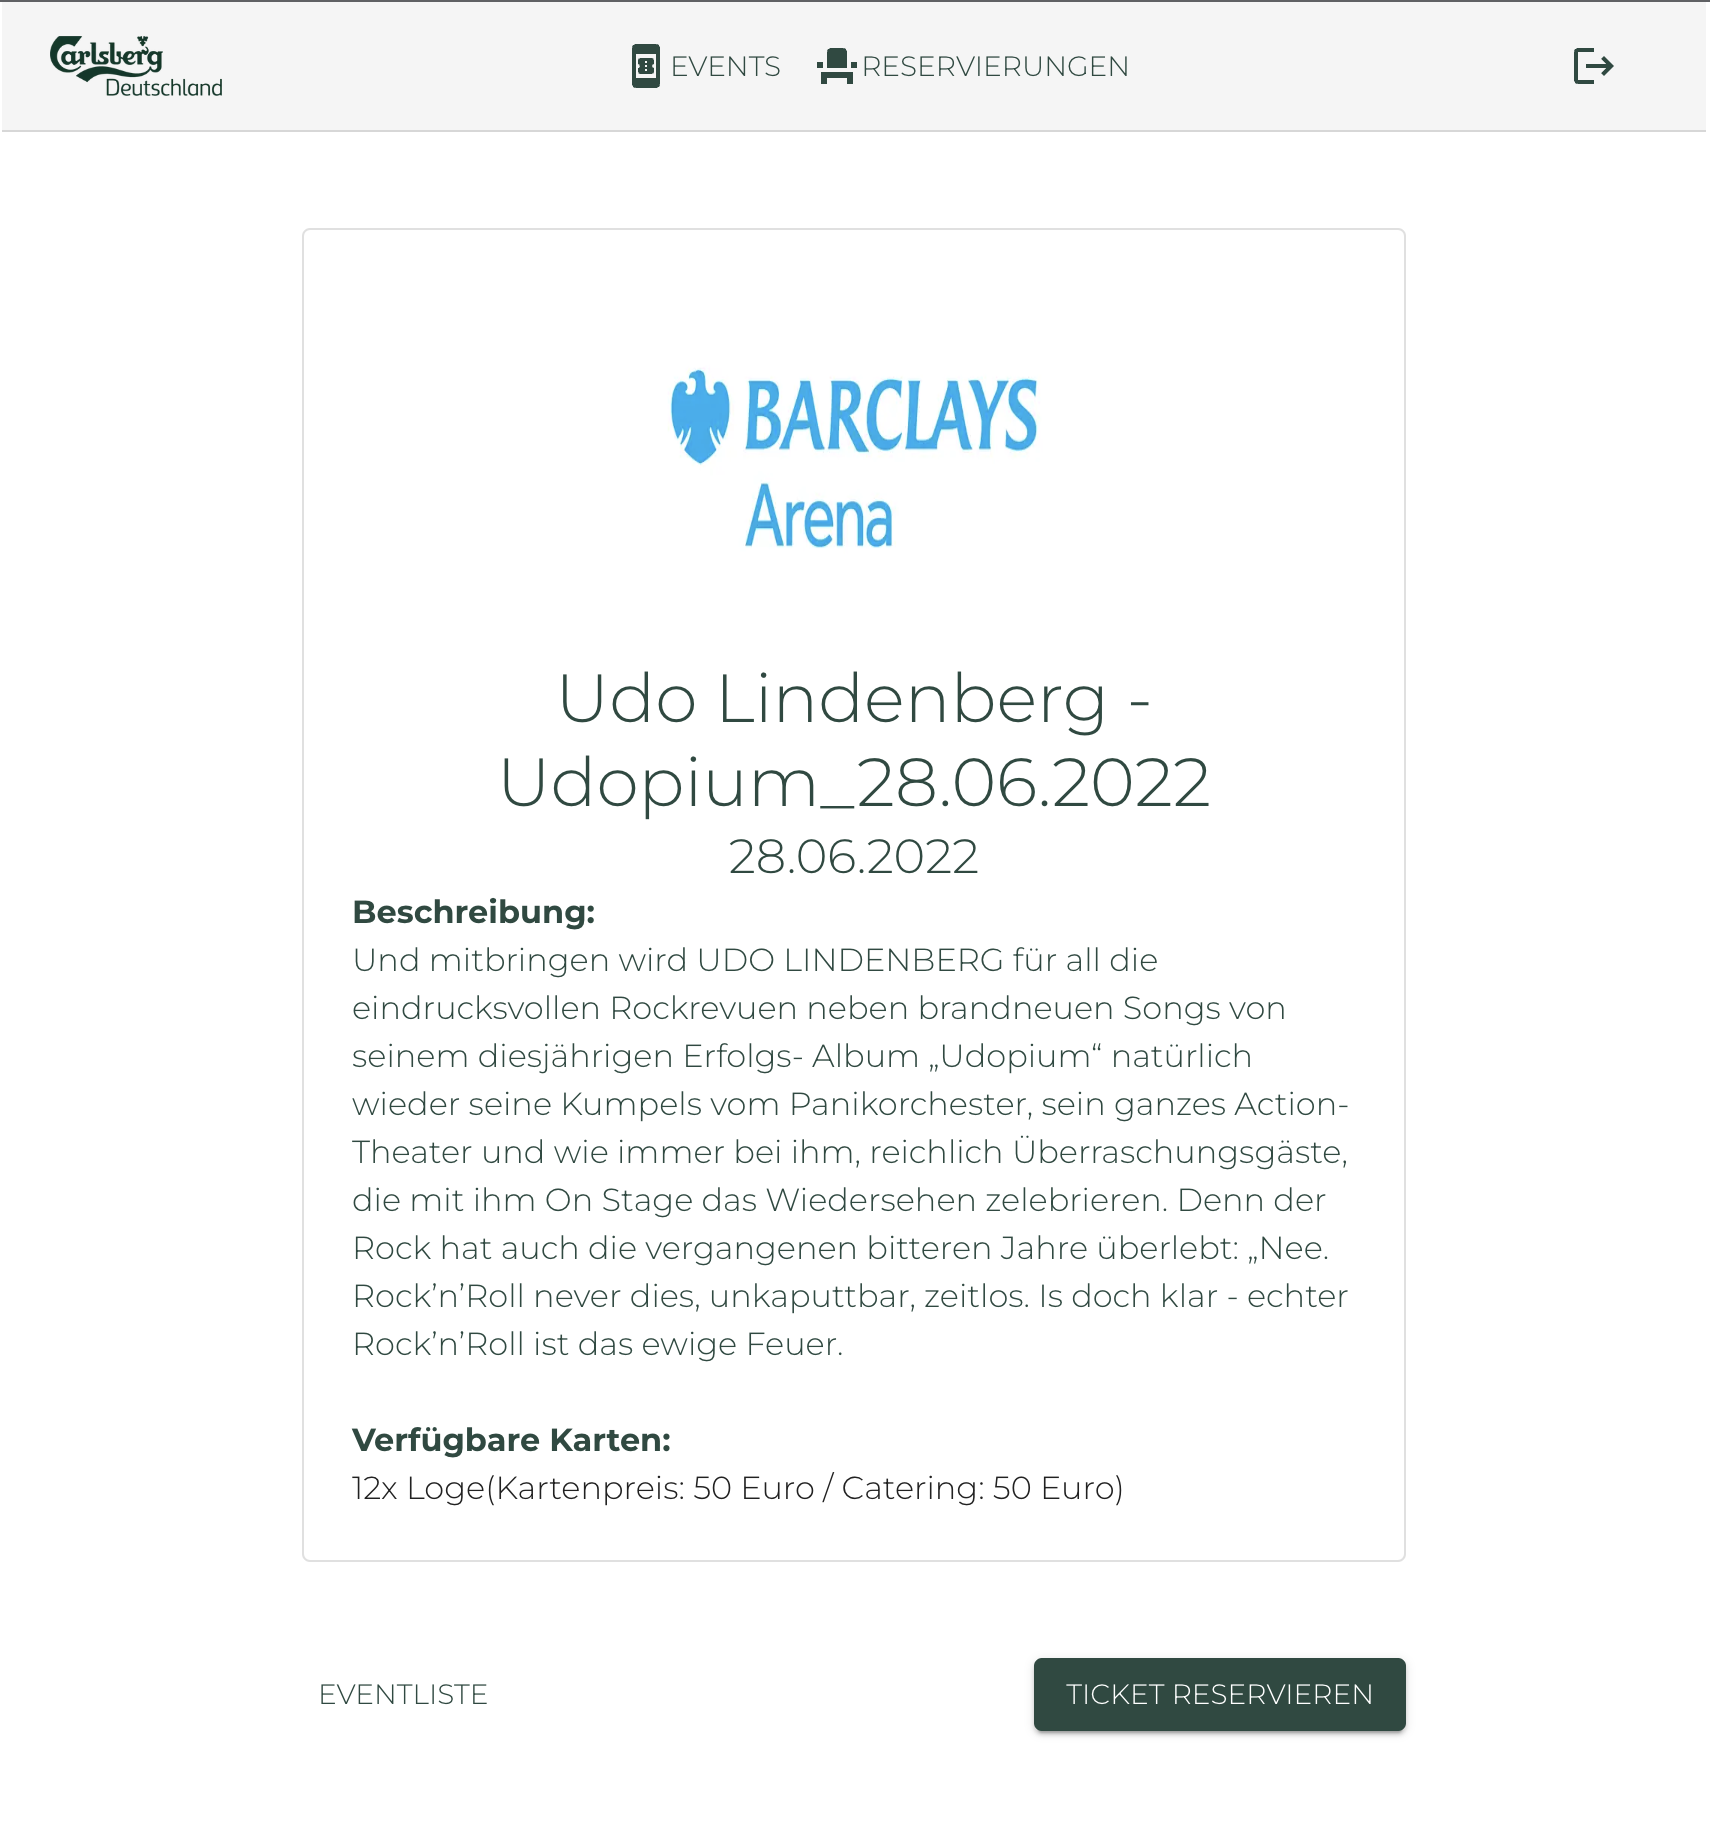 Carlsberg
Deutschland
EVENTS
RESERVIERUNGEN
BARCLAYS
Arena
Udo Lindenberg -
Udopium_28.06.2022
28.06.2022
Beschreibung:
Und mitbringen wird UDO LINDENBERG für all die
eindrucksvollen Rockrevuen neben brandneuen Songs von
seinem diesjährigen Erfolgs- Album „Udopium“ natürlich
wieder seine Kumpels vom Panikorchester, sein ganzes Action-
Theater und wie immer bei ihm, reichlich Überraschungsgäste,
die mit ihm On Stage das Wiedersehen zelebrieren. Denn der
Rock hat auch die vergangenen bitteren Jahre überlebt: „Nee.
Rock’n’Roll never dies, unkaputtbar, zeitlos. Is doch klar - echter
Rock’n’Roll ist das ewige Feuer.
Verfügbare Karten:
12x Loge(Kartenpreis: 50 Euro / Catering: 50 Euro)
EVENTLISTE
TICKET RESERVIEREN